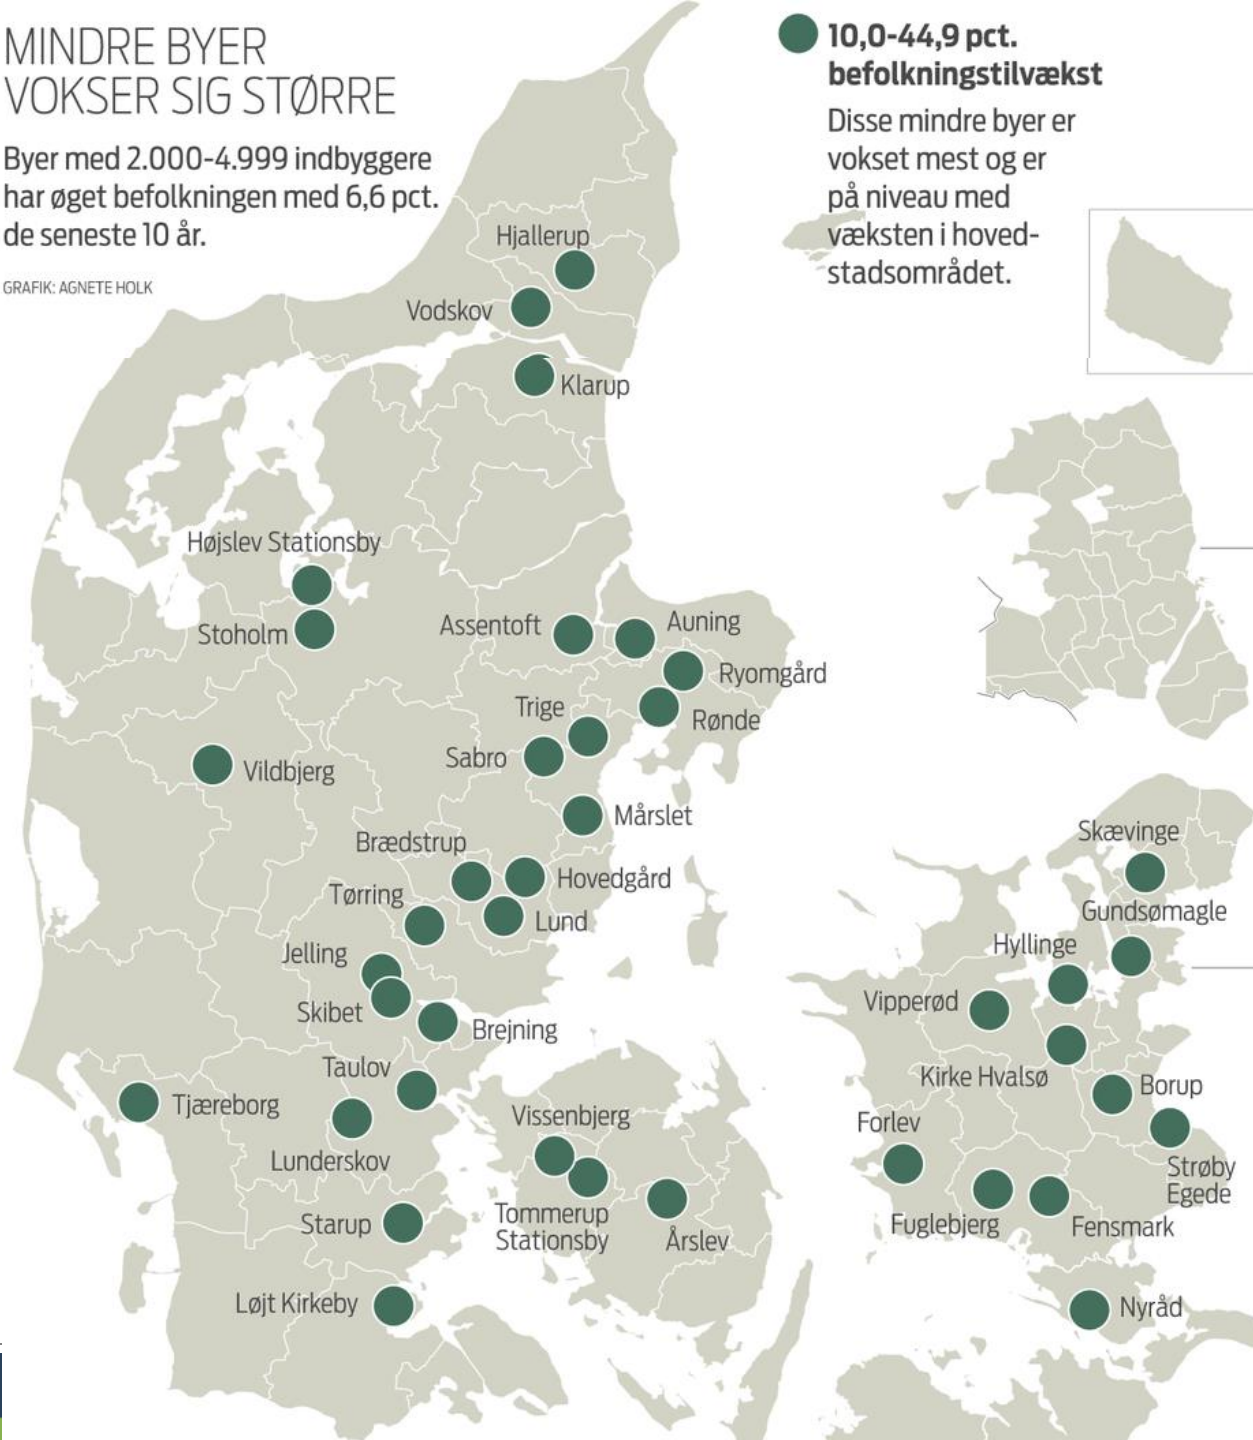 MINDRE BYER
VOKSER SIG STØRRE
Byer med 2.000-4.999 indbyggere
har øget befolkningen med 6,6 pct.
de seneste 10 år.
GRAFIK: AGNETE HOLK
10,0-44,9 pct.
befolkningstilvækst
Disse mindre byer er
vokset mest og er
på niveau med
væksten i hoved-
stadsområdet.
Hjallerup
Vodskov
Klarup
Højslev Stationsby
Stoholm
Assentoft
Auning
Ryomgård
Trige
Rønde
Sabro
Vildbjerg
Mårslet
Brædstrup
Hovedgård
Tørring
Lund
Jelling
Skibet
Brejning
Taulov
Tjæreborg
Lunderskov
Vissenbjerg
Tommerup
Stationsby
Årslev
Starup
Løjt Kirkeby
Skævinge
Gundsømagle
Hyllinge
Vipperød
Kirke Hvalsø
Borup
Forlev
Strøby
Egede
Fuglebjerg
Fensmark
Nyråd